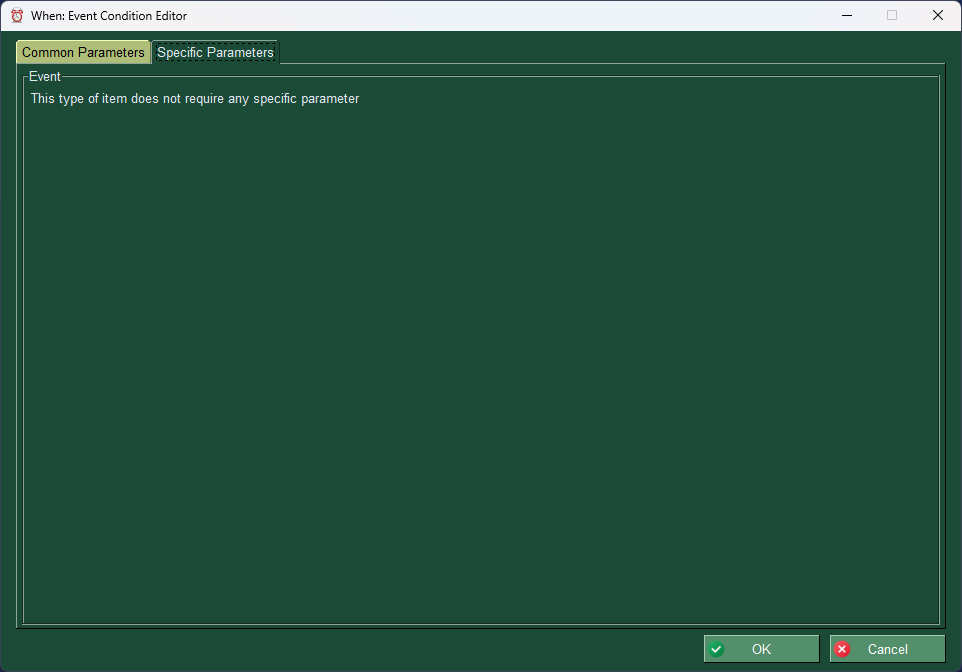 When: Event Condition Editor
Common Parameters
Specific Parameters
Event
This type of item does not require any specific parameter
OK
Cancel